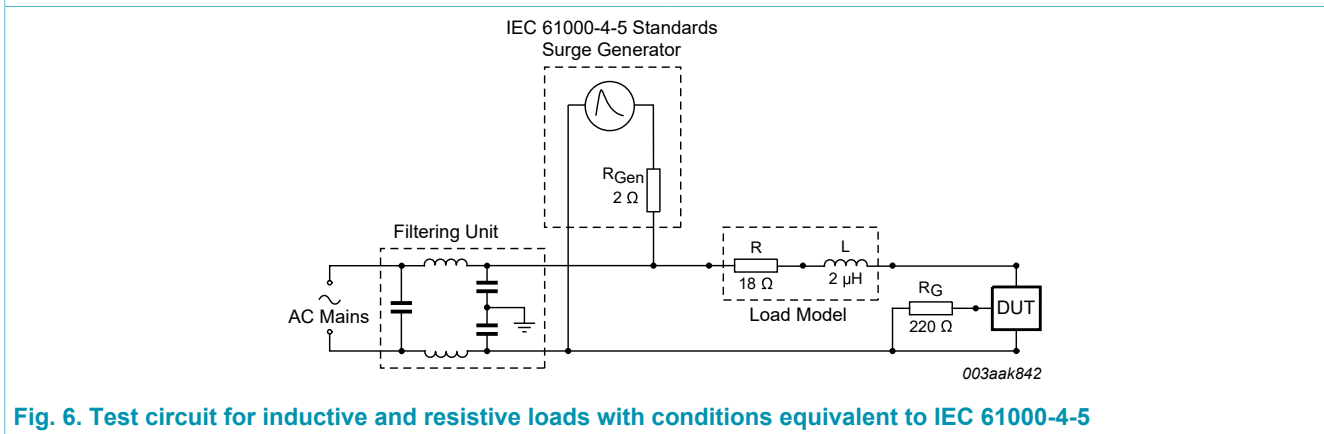 IEC 61000-4-5 Standards
Surge Generator
RGen
2 Ω
Filtering Unit
AC Mains
R
18 Ω
L
2 μH
Load Model
RG
220 Ω
DUT
003aak842
Fig. 6. Test circuit for inductive and resistive loads with conditions equivalent to IEC 61000-4-5